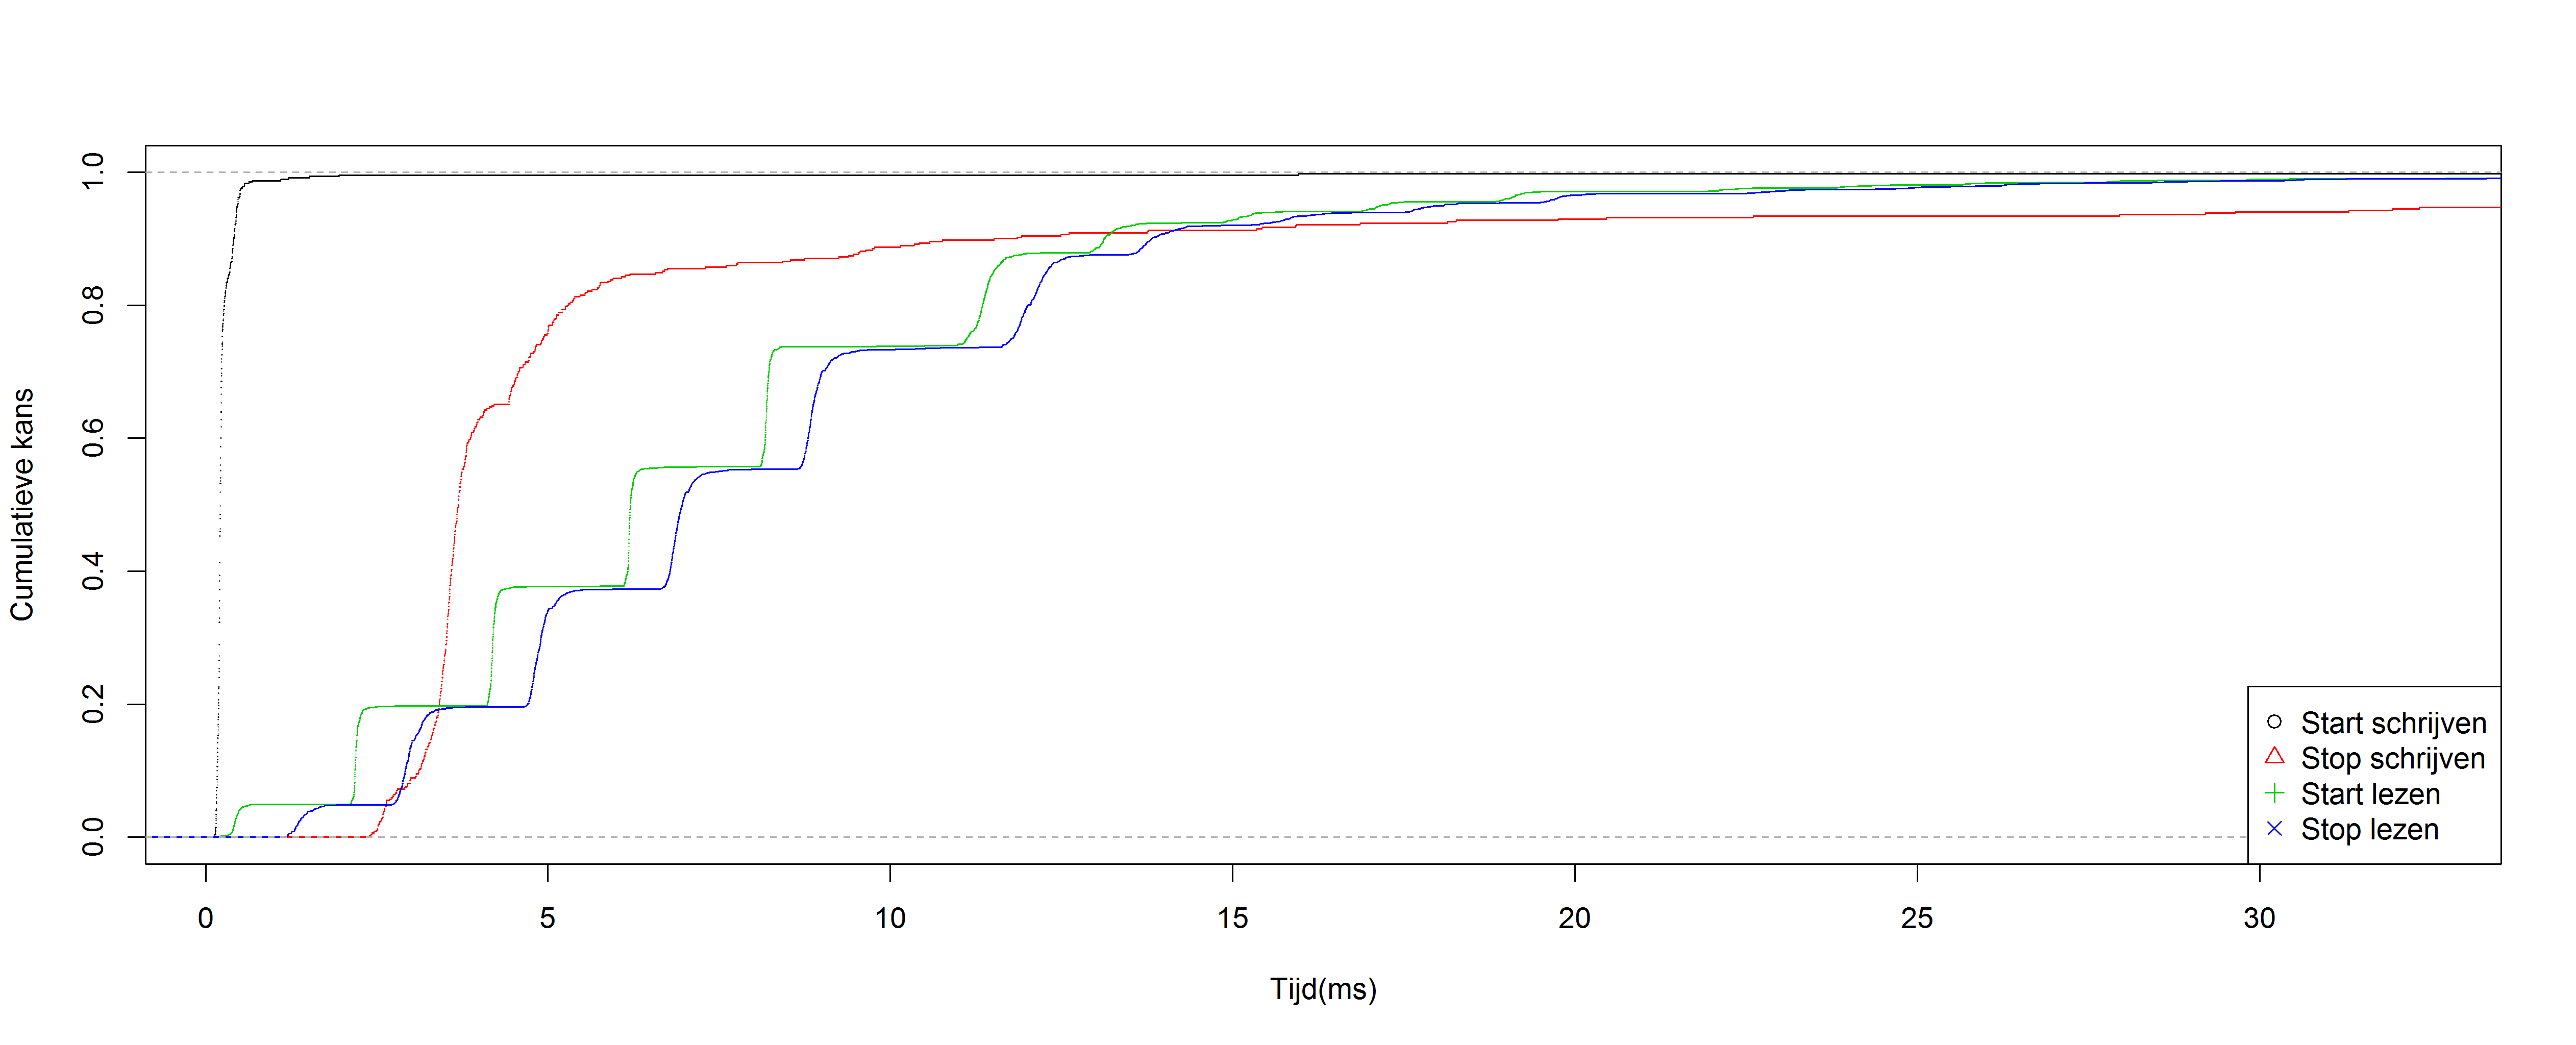 Cumulatieve kans
1.0
0.8
0.6
0.4
0.2
0.0
0 5 10 15 20 25 30
Tijd(ms)
Start schrijven
Stop schrijven
Start lezen
Stop lezen